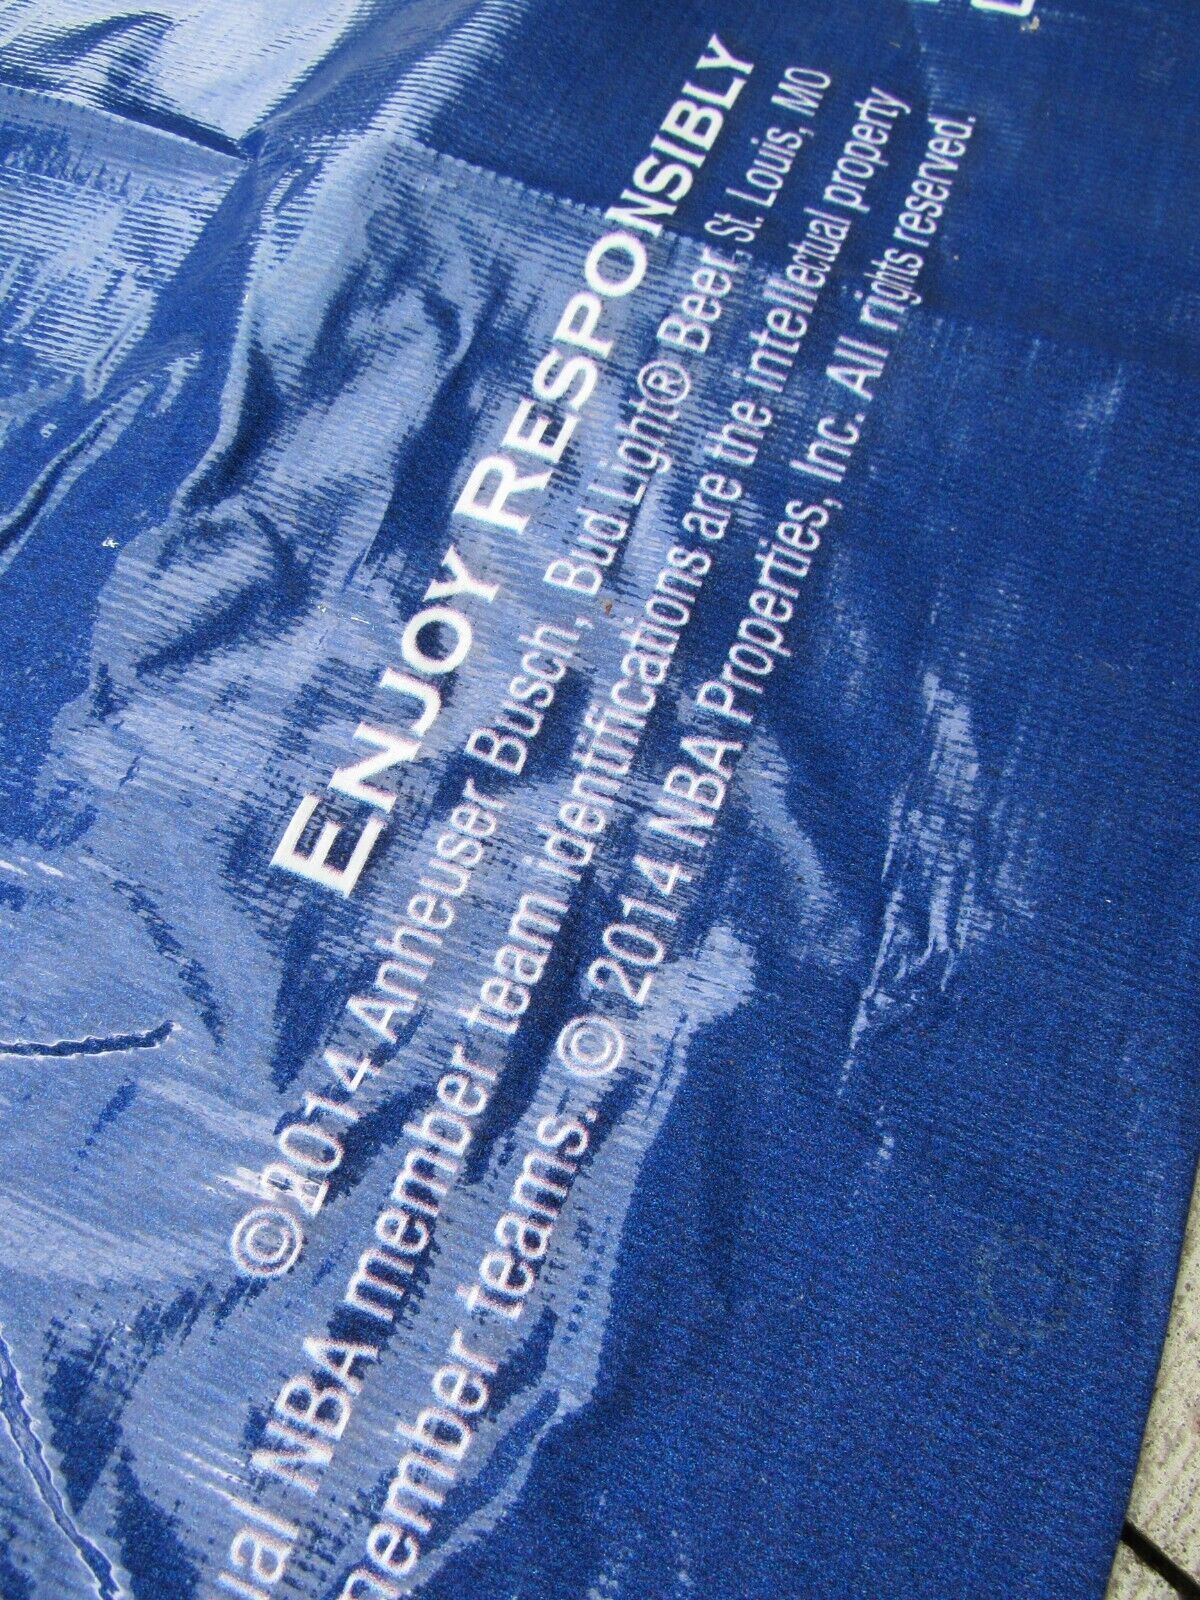 ENJOY RESPONSIBLY
©2014 Anheuser Busch, Bud Light® Beer, St. Louis, MO
NBA member team identifications are the intellectual property
teams. © 2014 NBA Properties, Inc. All rights reserved.